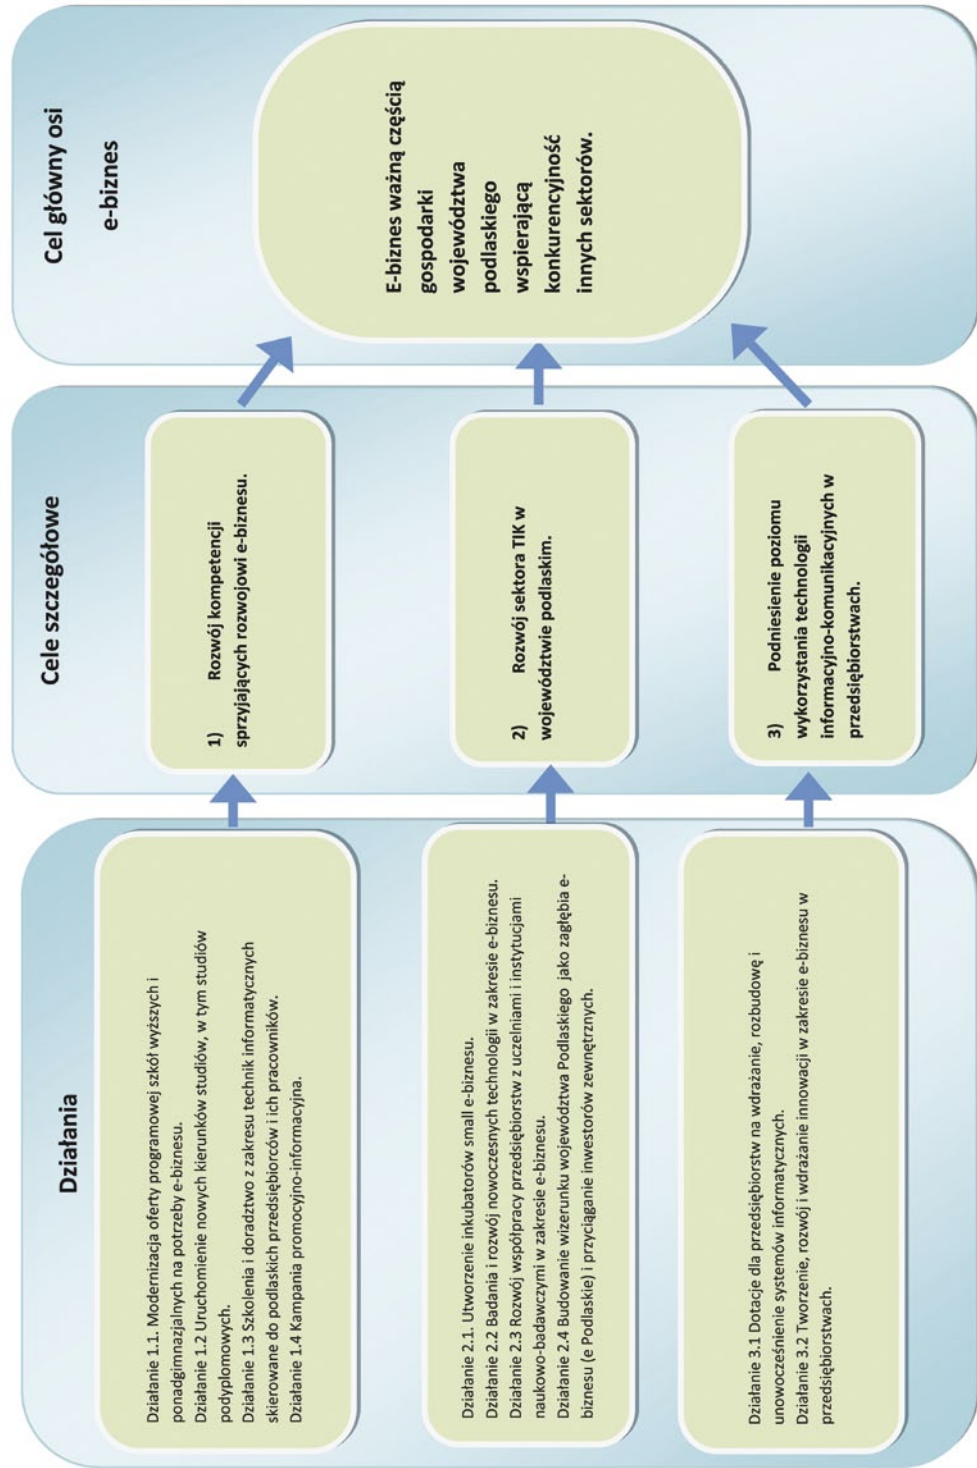 Działania
Działanie 1.1. Modernizacja oferty programowej szkół wyższych i
ponadgimnazjalnych na potrzeby e-biznesu.
Działanie 1.2 Uruchomienie nowych kierunków studiów, w tym studiów
podyplomowych.
Działanie 1.3 Szkolenia i doradztwo z zakresu technik informatycznych
skierowane do podlaskich przedsiębiorców i ich pracowników.
Działanie 1.4 Kampania promocyjno-informacyjna.
Działanie 2.1. Utworzenie inkubatorów small e-biznesu.
Działanie 2.2 Badania i rozwój nowoczesnych technologii w zakresie e-biznesu.
Działanie 2.3 Rozwój współpracy przedsiębiorstw z uczelniami i instytucjami
naukowo-badawczymi w zakresie e-biznesu.
Działanie 2.4 Budowanie wizerunku województwa Podlaskiego jako zagłębia e-
biznesu (e Podlaskie) i przyciąganie inwestorów zewnętrznych.
Działanie 3.1 Dotacje dla przedsiębiorstw na wdrażanie, rozbudowę i
unowocześnienie systemów informatycznych.
Działanie 3.2 Tworzenie, rozwój i wdrażanie innowacji w zakresie e-biznesu w
przedsiębiorstwach.
Cele szczegółowe
1) Rozwój kompetencji
sprzyjających rozwojowi e-biznesu.
2) Rozwój sektora TIK w
województwie podlaskim.
3) Podniesienie poziomu
wykorzystania technologii
informacyjno-komunikacyjnych w
przedsiębiorstwach.
Cel główny osi
e-biznes
E-biznes ważną częścią
gospodarki
województwa
podlaskiego
wspierającą
konkurencyjność
innych sektorów.